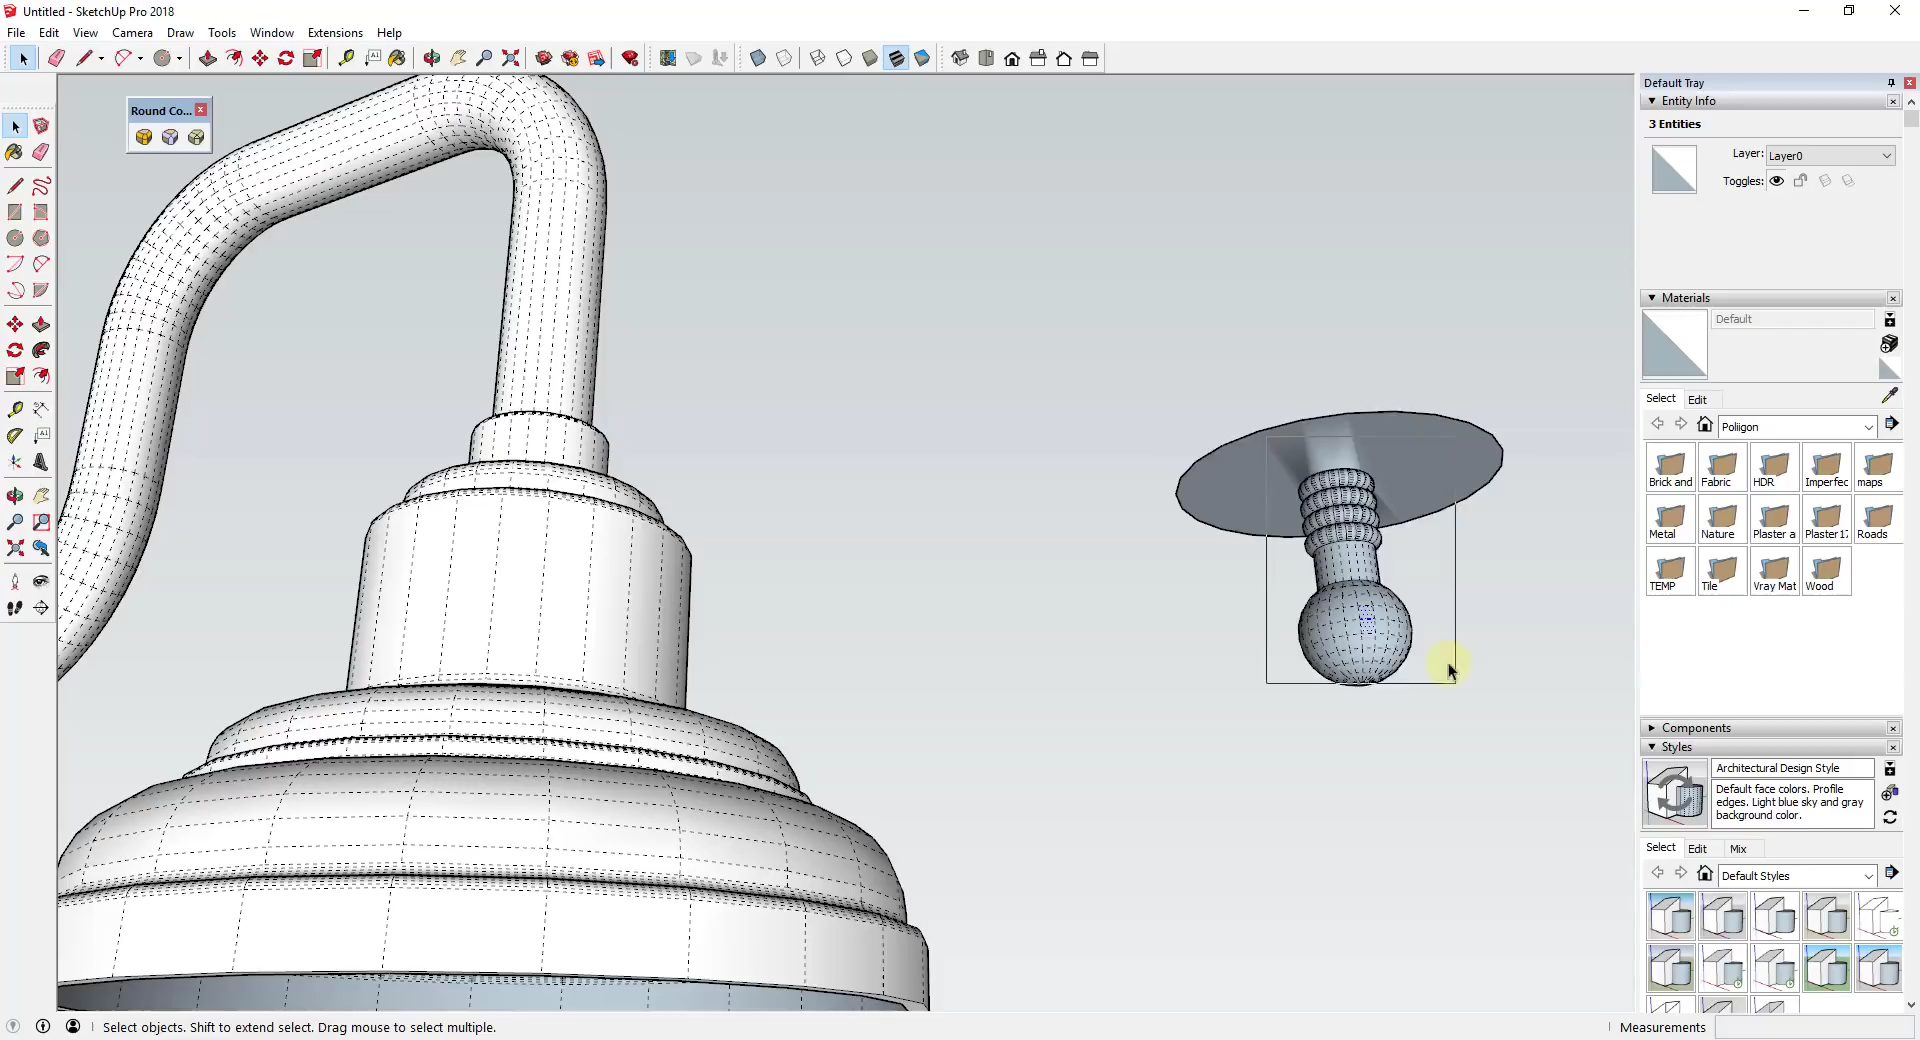 Untitled - SketchUp Pro 2018
File Edit View Camera Draw Tools Window Extensions Help
Round Co...
Default Tray
Entity Info
3 Entities
Layer: Layer0
Toggles:
Materials
Default
Select Edit
Poliigon
Brick and Fabric HDR Imperfec maps
Metal Nature Plaster a Plaster17 Roads
TEMP Tile Vray Mat Wood
Components
Styles
Architectural Design Style
Default face colors. Profile
edges. Light blue sky and gray
background color.
Select Edit Mix
Default Styles
Select objects. Shift to extend select. Drag mouse to select multiple.
Measurements